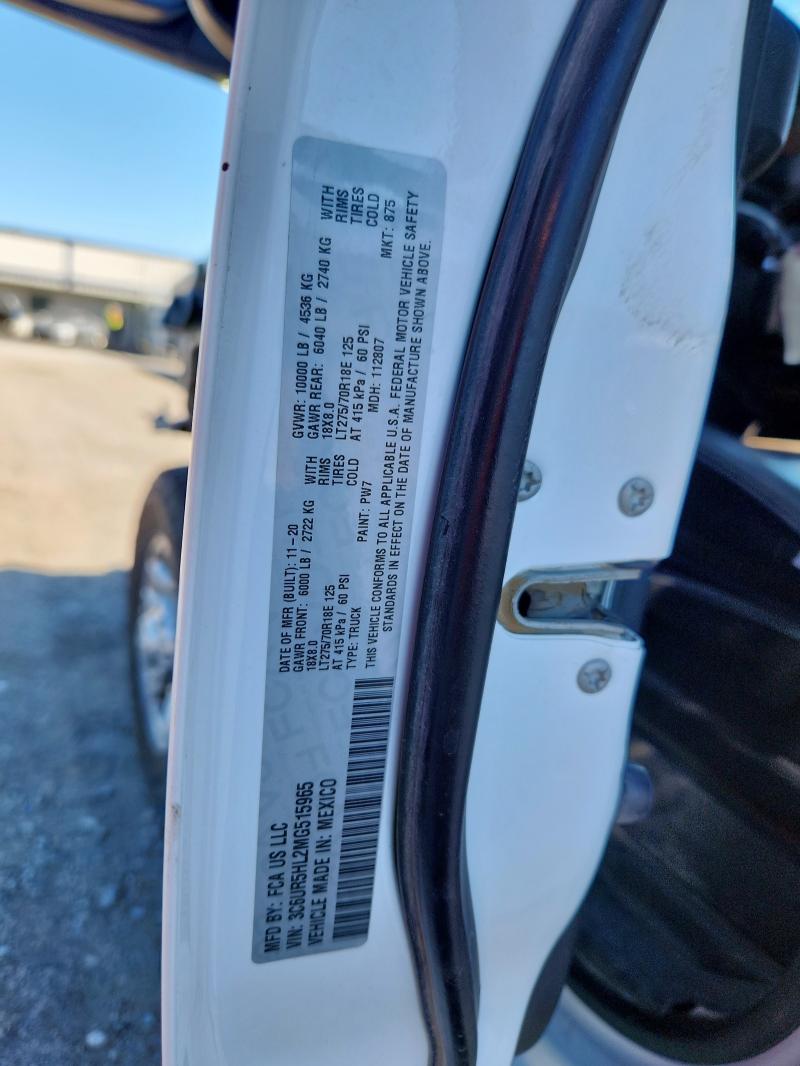 MFD BY: FCA US LLC
VIN: 3C6UR5HL2MG515965
VEHICLE MADE IN: MEXICO
DATE OF MFR (BUILT): 11-20
GAWR FRONT: 6000 LB / 2722 KG WITH
18X8.0 RIMS
LT275/70R18E 125 TIRES
AT 415 kPa / 60 PSI COLD
TYPE: TRUCK
GVWR: 10000 LB / 4536 KG
GAWR REAR: 6040 LB / 2740 KG WITH
18X8.0 RIMS
LT275/70R18E 125 TIRES
AT 415 kPa / 60 PSI COLD
PAINT: PW7 MDH: 112807 MKT: 875
THIS VEHICLE CONFORMS TO ALL APPLICABLE U.S.A. FEDERAL MOTOR VEHICLE SAFETY
STANDARDS IN EFFECT ON THE DATE OF MANUFACTURE SHOWN ABOVE.